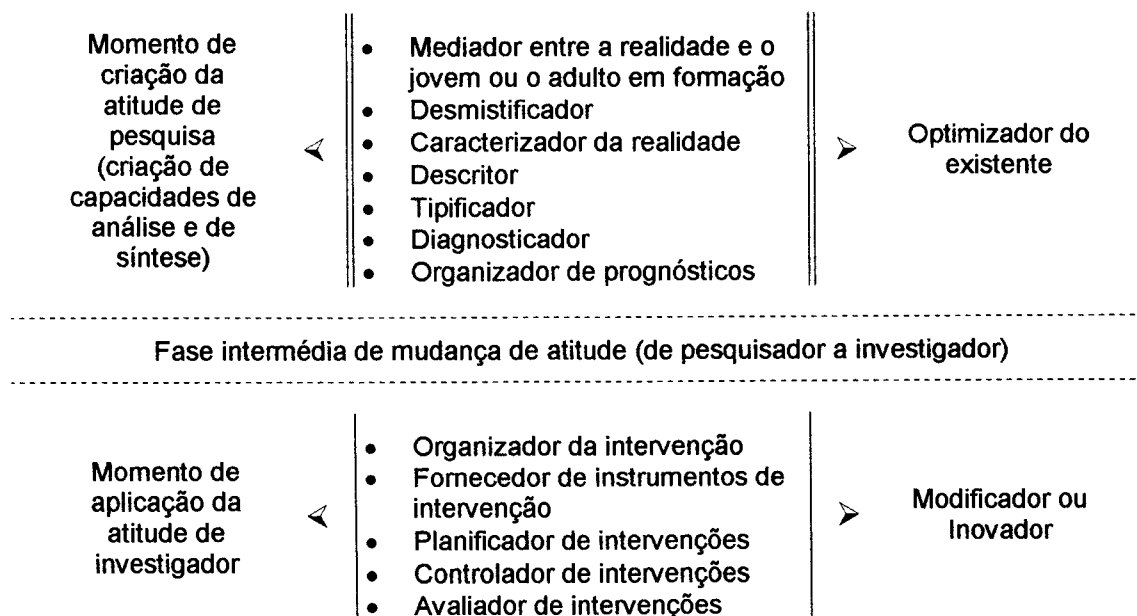 Momento de
criação da
atitude de
pesquisa
(criação de
capacidades de
análise e de
síntese)
• Mediador entre a realidade e o
jovem ou o adulto em formação
• Desmistificador
• Caracterizador da realidade
• Descritor
• Tipificador
• Diagnosticador
• Organizador de prognósticos
Optimizador do
existente
Fase intermédia de mudança de atitude (de pesquisador a investigador)
Momento de
aplicação da
atitude de
investigador
• Organizador da intervenção
• Fornecedor de instrumentos de
intervenção
• Planificador de intervenções
• Controlador de intervenções
• Avaliador de intervenções
Modificador ou
Inovador